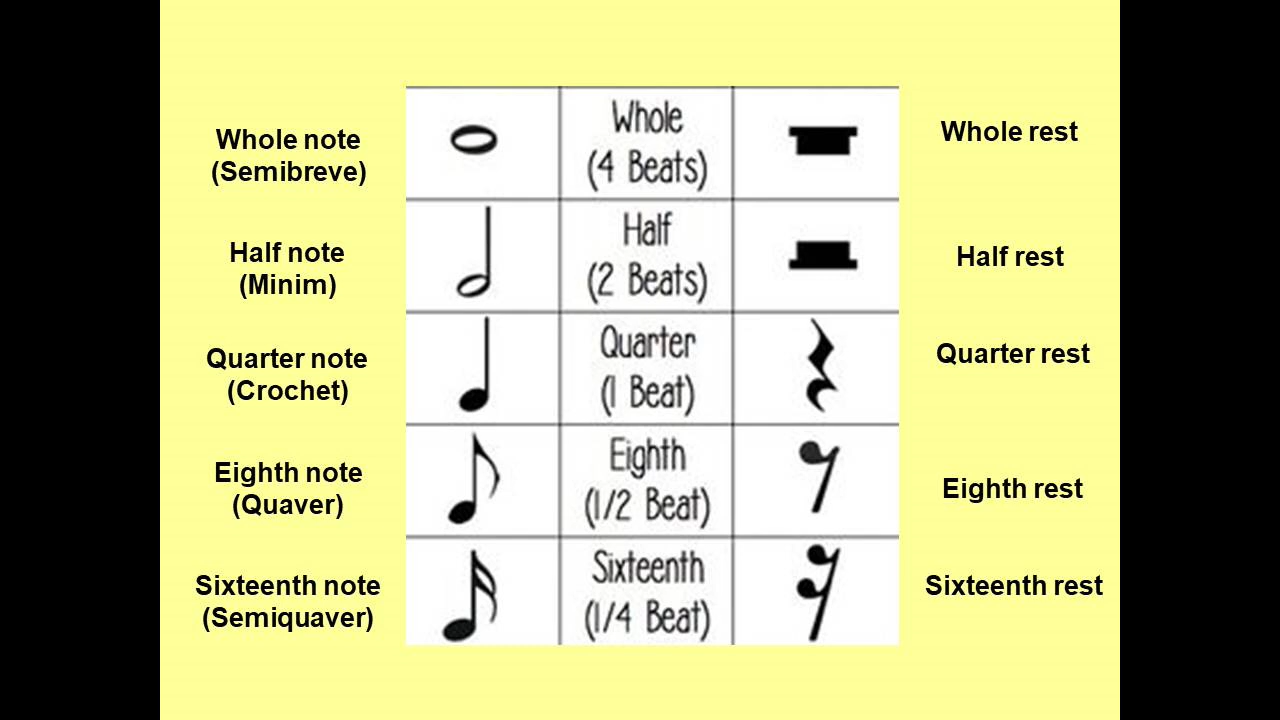 Whole note
(Semibreve)
Whole
(4 Beats)
Whole rest
Half note
(Minim)
Half
(2 Beats)
Half rest
Quarter note
(Crochet)
Quarter
(1 Beat)
Quarter rest
Eighth note
(Quaver)
Eighth
(1/2 Beat)
Eighth rest
Sixteenth note
(Semiquaver)
Sixteenth
(1/4 Beat)
Sixteenth rest